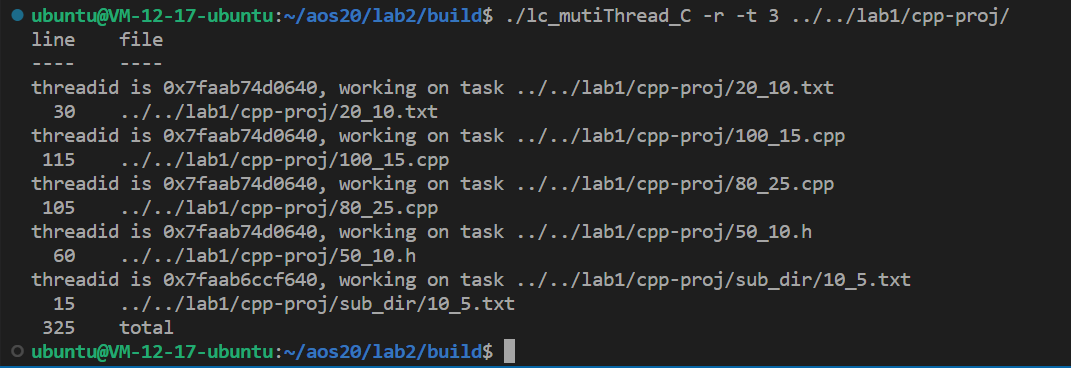 ubuntu@VM-12-17-ubuntu:~/aos20/lab2/build$ ./lc_mutiThread_C -r -t 3 ../../lab1/cpp-proj/
line    file
----    ----
threadid is 0x7faab74d0640, working on task ../../lab1/cpp-proj/20_10.txt
  30    ../../lab1/cpp-proj/20_10.txt
threadid is 0x7faab74d0640, working on task ../../lab1/cpp-proj/100_15.cpp
 115    ../../lab1/cpp-proj/100_15.cpp
threadid is 0x7faab74d0640, working on task ../../lab1/cpp-proj/80_25.cpp
 105    ../../lab1/cpp-proj/80_25.cpp
threadid is 0x7faab74d0640, working on task ../../lab1/cpp-proj/50_10.h
  60    ../../lab1/cpp-proj/50_10.h
threadid is 0x7faab6ccf640, working on task ../../lab1/cpp-proj/sub_dir/10_5.txt
  15    ../../lab1/cpp-proj/sub_dir/10_5.txt
 325    total
ubuntu@VM-12-17-ubuntu:~/aos20/lab2/build$